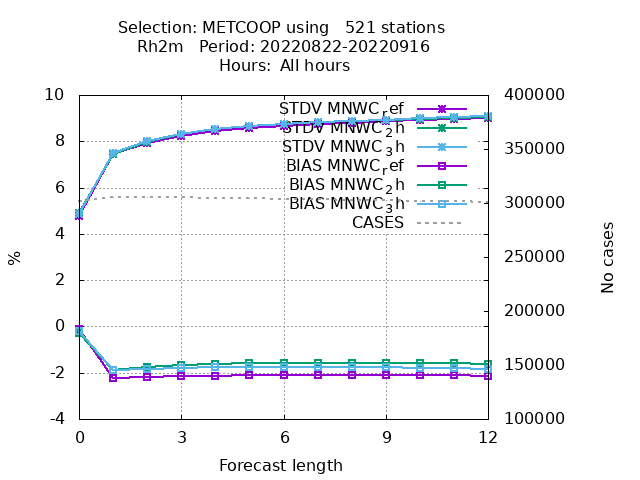 Selection: METCOOP using 521 stations
Rh2m Period: 20220822-20220916
Hours: All hours
10
8
6
4
2
0
-2
-4
%
STDV MNWC_ref
STDV MNWC_2h
STDV MNWC_3h
BIAS MNWC_ref
BIAS MNWC_2h
BIAS MNWC_3h
CASES
400000
350000
300000
250000
200000
150000
100000
No cases
0 3 6 9 12
Forecast length